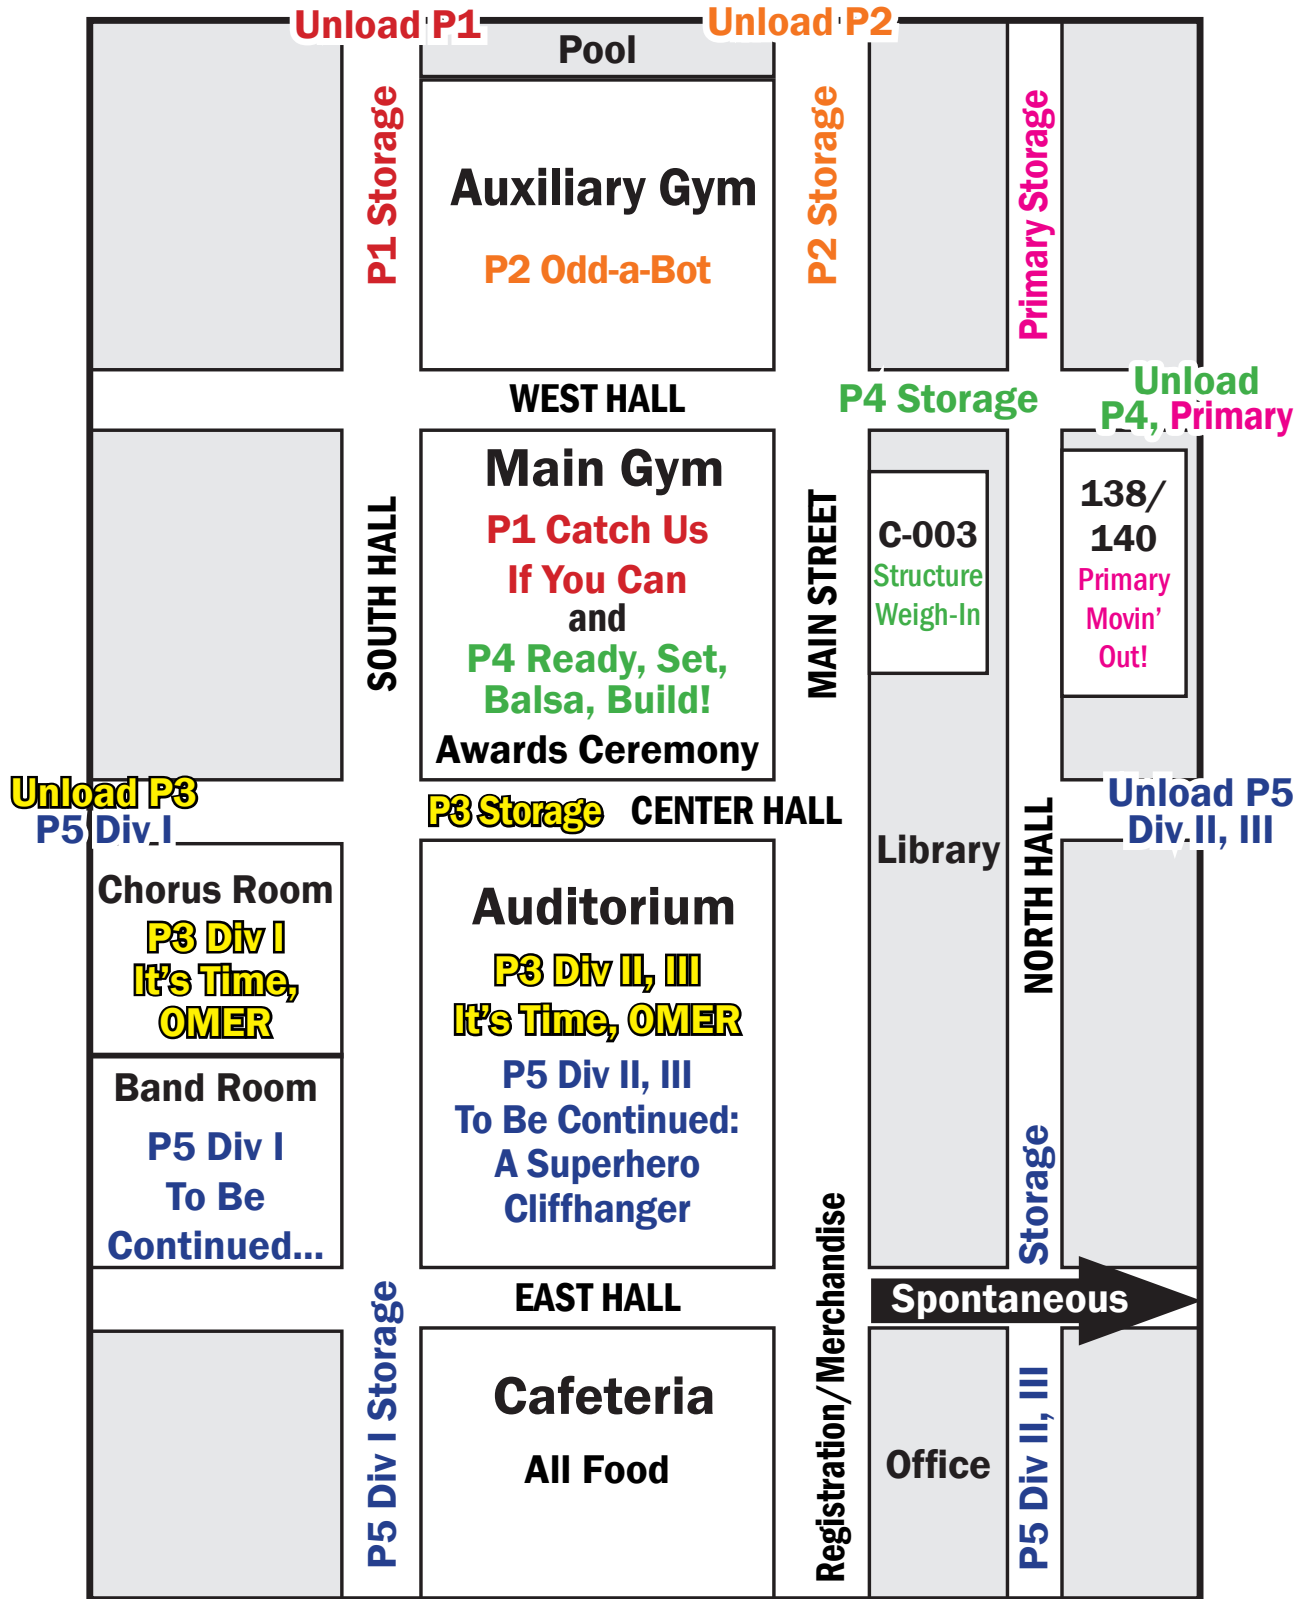 Unload P1
Unload P2
Pool
P1 Storage
Auxiliary Gym
P2 Odd-a-Bot
P2 Storage
Primary Storage
WEST HALL
P4 Storage
Unload
P4, Primary
SOUTH HALL
Main Gym
P1 Catch Us
If You Can
and
P4 Ready, Set,
Balsa, Build!
Awards Ceremony
MAIN STREET
C-003
Structure
Weigh-In
138/
140
Primary
Movin'
Out!
Unload P3
P5 Div I
P3 Storage
CENTER HALL
Unload P5
Div II, III
Library
NORTH HALL
Chorus Room
P3 Div I
It's Time,
OMER
Auditorium
P3 Div II, III
It's Time, OMER
P5 Div II, III
To Be Continued:
A Superhero
Cliffhanger
Band Room
P5 Div I
To Be
Continued...
EAST HALL
Spontaneous
P5 Div I Storage
Cafeteria
All Food
Registration/Merchandise
Office
P5 Div II, III Storage